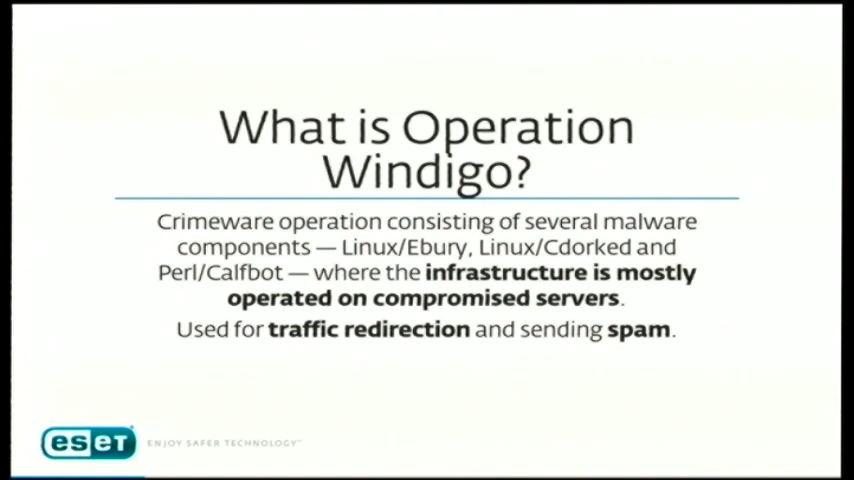 What is Operation
Windigo?
Crimeware operation consisting of several malware
components — Linux/Ebury, Linux/Cdorked and
Perl/Calfbot — where the infrastructure is mostly
operated on compromised servers.
Used for traffic redirection and sending spam.
eseT ENJOY SAFER TECHNOLOGY™